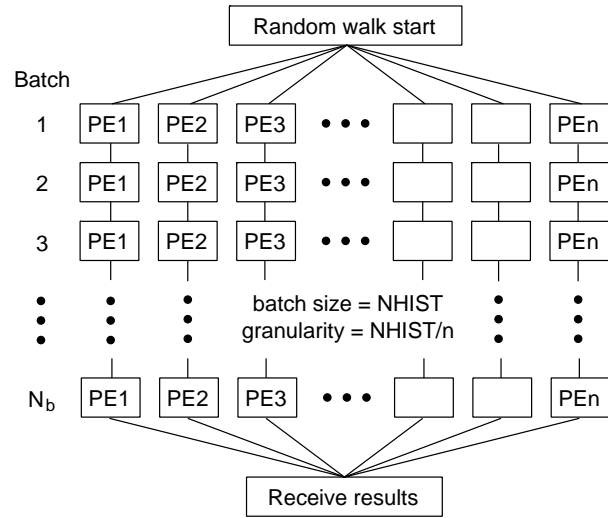 Random walk start
Batch
1 PE1 PE2 PE3 ••• PEn
2 PE1 PE2 PE3 ••• PEn
3 PE1 PE2 PE3 ••• PEn
batch size = NHIST
granularity = NHIST/n
N_b PE1 PE2 PE3 ••• PEn
Receive results